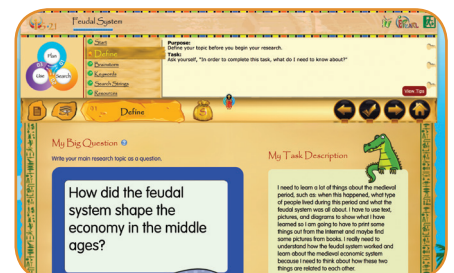 Feudal System
Plan
Use
Search
Start
Define
Brainstorm
Keywords
Search Strings
Resources
Purpose:
Define your topic before you begin your research.
Task:
Ask yourself, "In order to complete this task, what do I need to know about?"
View Tips
Define
My Big Question
Write your main research topic as a question.
How did the feudal
system shape the
economy in the middle
ages?
My Task Description
I need to learn a lot of things about the medieval
period, such as: when this happened, what type
of people lived during this period and what the
feudal system was all about. I have to use text,
pictures, and diagrams to show what I have
learned so I am going to have to print some
things out from the internet and maybe find
some pictures from books. I really need to
understand how the feudal system worked and
learn about the medieval economic system
because I need to think about how these two
things are related to each other.